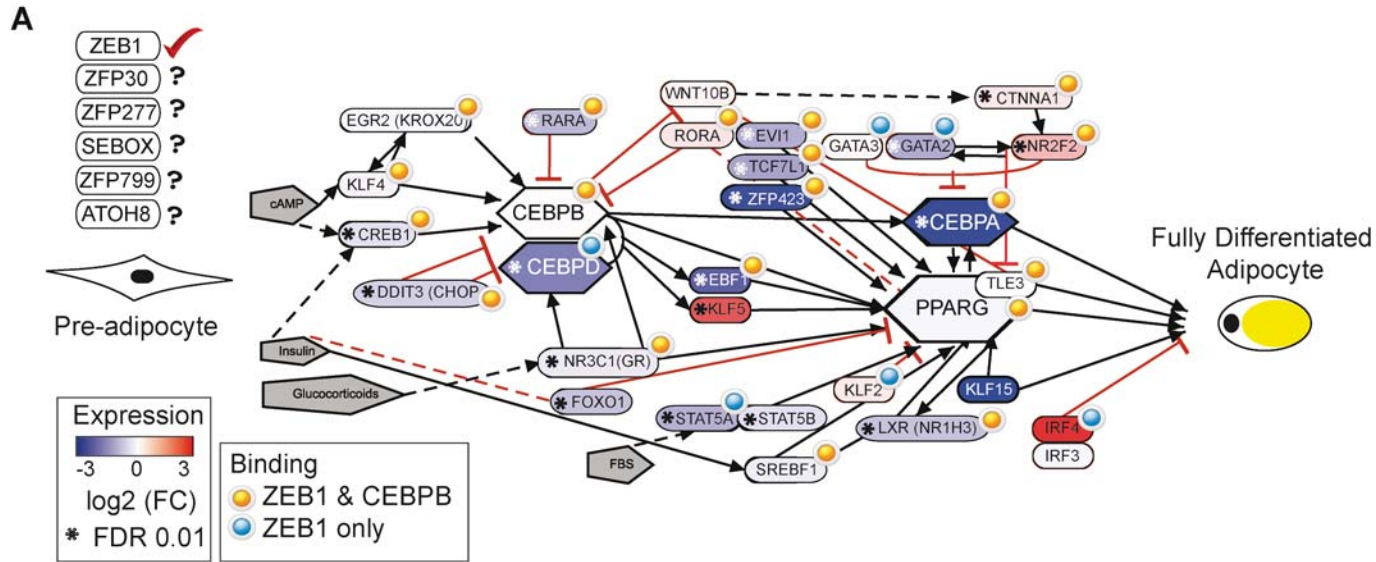 A
ZEB1
ZFP30 ?
ZFP277 ?
SEBOX ?
ZFP799 ?
ATOH8 ?
Pre-adipocyte
cAMP
Insulin
Glucocorticoids
FBS
EGR2 (KROX20)
KLF4
* CREB1
* DDIT3 (CHOP
* RARA
CEBPB
* CEBPD
* NR3C1(GR)
* FOXO1
WNT10B
RORA
* EVI1
* TCF7L1
* ZFP423
* EBF1
* KLF5
* STAT5A
* STAT5B
SREBF1
KLF2
* LXR (NR1H3)
KLF15
* CTNNA1
GATA3
* GATA2
* NR2F2
* CEBPA
TLE3
PPARG
IRF4
IRF3
Fully Differentiated
Adipocyte
Expression
-3 0 3
log2 (FC)
* FDR 0.01
Binding
ZEB1 & CEBPB
ZEB1 only